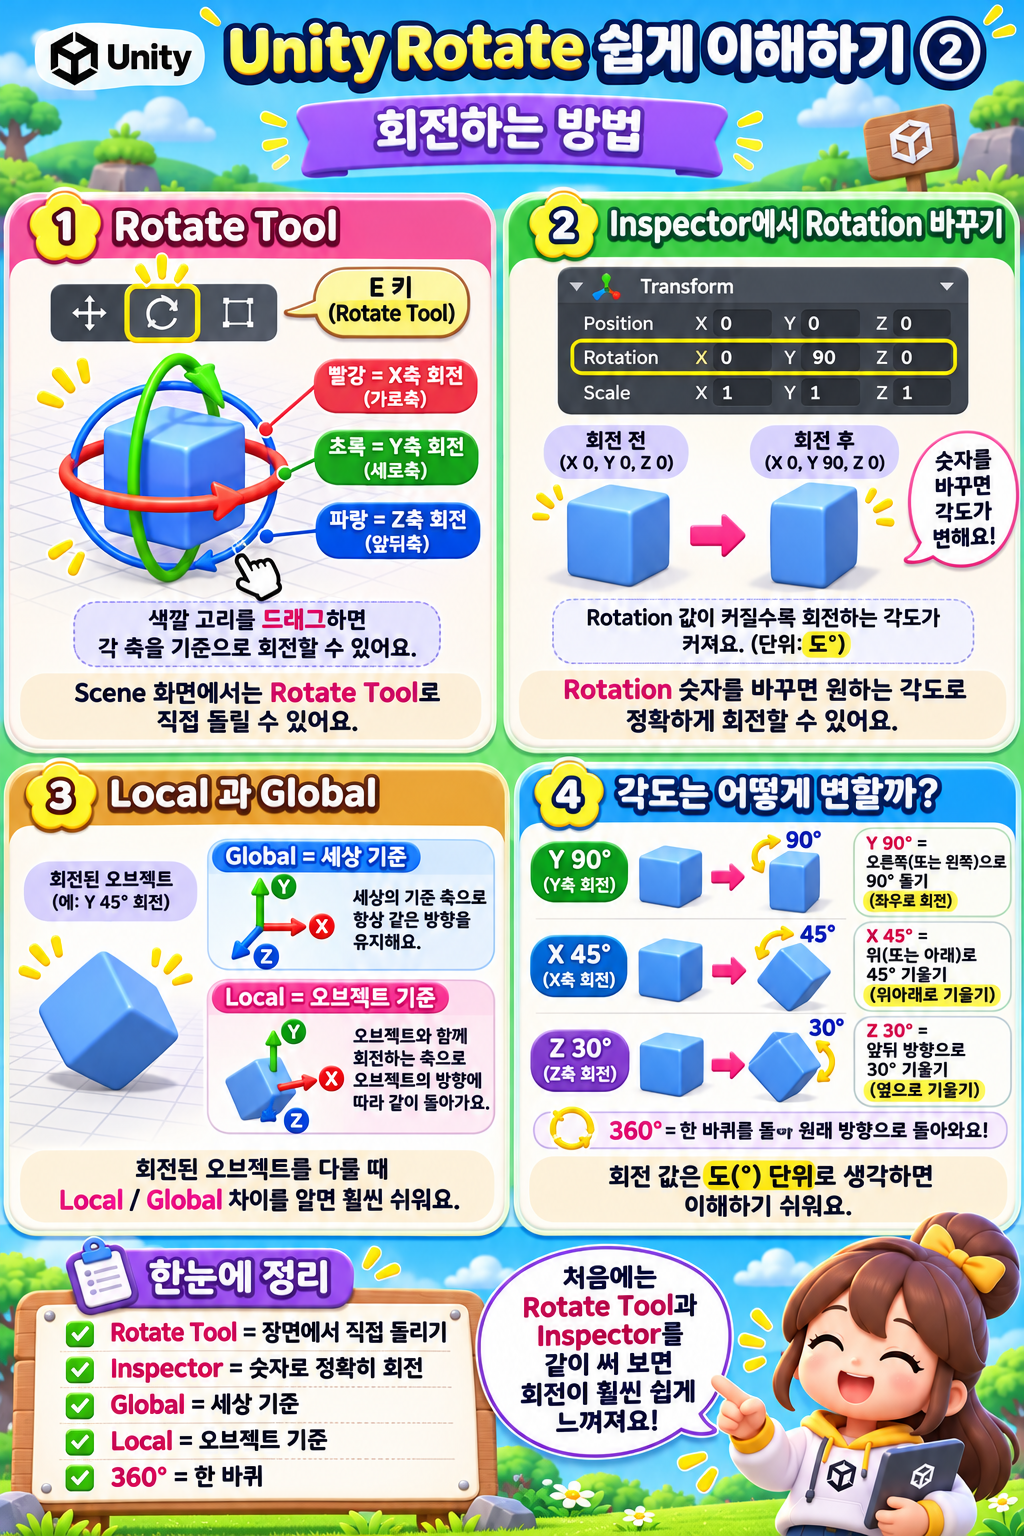 Unity
Unity Rotate 쉽게 이해하기 ②
회전하는 방법
1 Rotate Tool
E 키
(Rotate Tool)
빨강 = X축 회전
(가로축)
초록 = Y축 회전
(세로축)
파랑 = Z축 회전
(앞뒤축)
색깔 고리를 드래그하면
각 축을 기준으로 회전할 수 있어요.
Scene 화면에서는 Rotate Tool로
직접 돌릴 수 있어요.
2 Inspector에서 Rotation 바꾸기
Transform
Position X 0 Y 0 Z 0
Rotation X 0 Y 90 Z 0
Scale X 1 Y 1 Z 1
회전 전
(X 0, Y 0, Z 0)
회전 후
(X 0, Y 90, Z 0)
숫자를
바꾸면
각도가
변해요!
Rotation 값이 커질수록 회전하는 각도가
커져요. (단위: 도°)
Rotation 숫자를 바꾸면 원하는 각도로
정확하게 회전할 수 있어요.
3 Local 과 Global
회전된 오브젝트
(예: Y 45° 회전)
Global = 세상 기준
Y
X
Z
세상의 기준 축으로
항상 같은 방향을
유지해요.
Local = 오브젝트 기준
Y
X
Z
오브젝트와 함께
회전하는 축으로
오브젝트의 방향에
따라 같이 돌아가요.
회전된 오브젝트를 다룰 때
Local / Global 차이를 알면 훨씬 쉬워요.
4 각도는 어떻게 변할까?
Y 90°
(Y축 회전)
90°
Y 90° =
오른쪽(또는 왼쪽)으로
90° 돌기
(좌우로 회전)
X 45°
(X축 회전)
45°
X 45° =
위(또는 아래)로
45° 기울기
(위아래로 기울기)
Z 30°
(Z축 회전)
30°
Z 30° =
앞뒤 방향으로
30° 기울기
(옆으로 기울기)
360° = 한 바퀴를 원래 방향으로 돌아와요!
회전 값은 도(°) 단위로 생각하면
이해하기 쉬워요.
한눈에 정리
Rotate Tool = 장면에서 직접 돌리기
Inspector = 숫자로 정확히 회전
Global = 세상 기준
Local = 오브젝트 기준
360° = 한 바퀴
처음에는
Rotate Tool과
Inspector를
같이 써 보면
회전이 훨씬 쉽게
느껴져요!